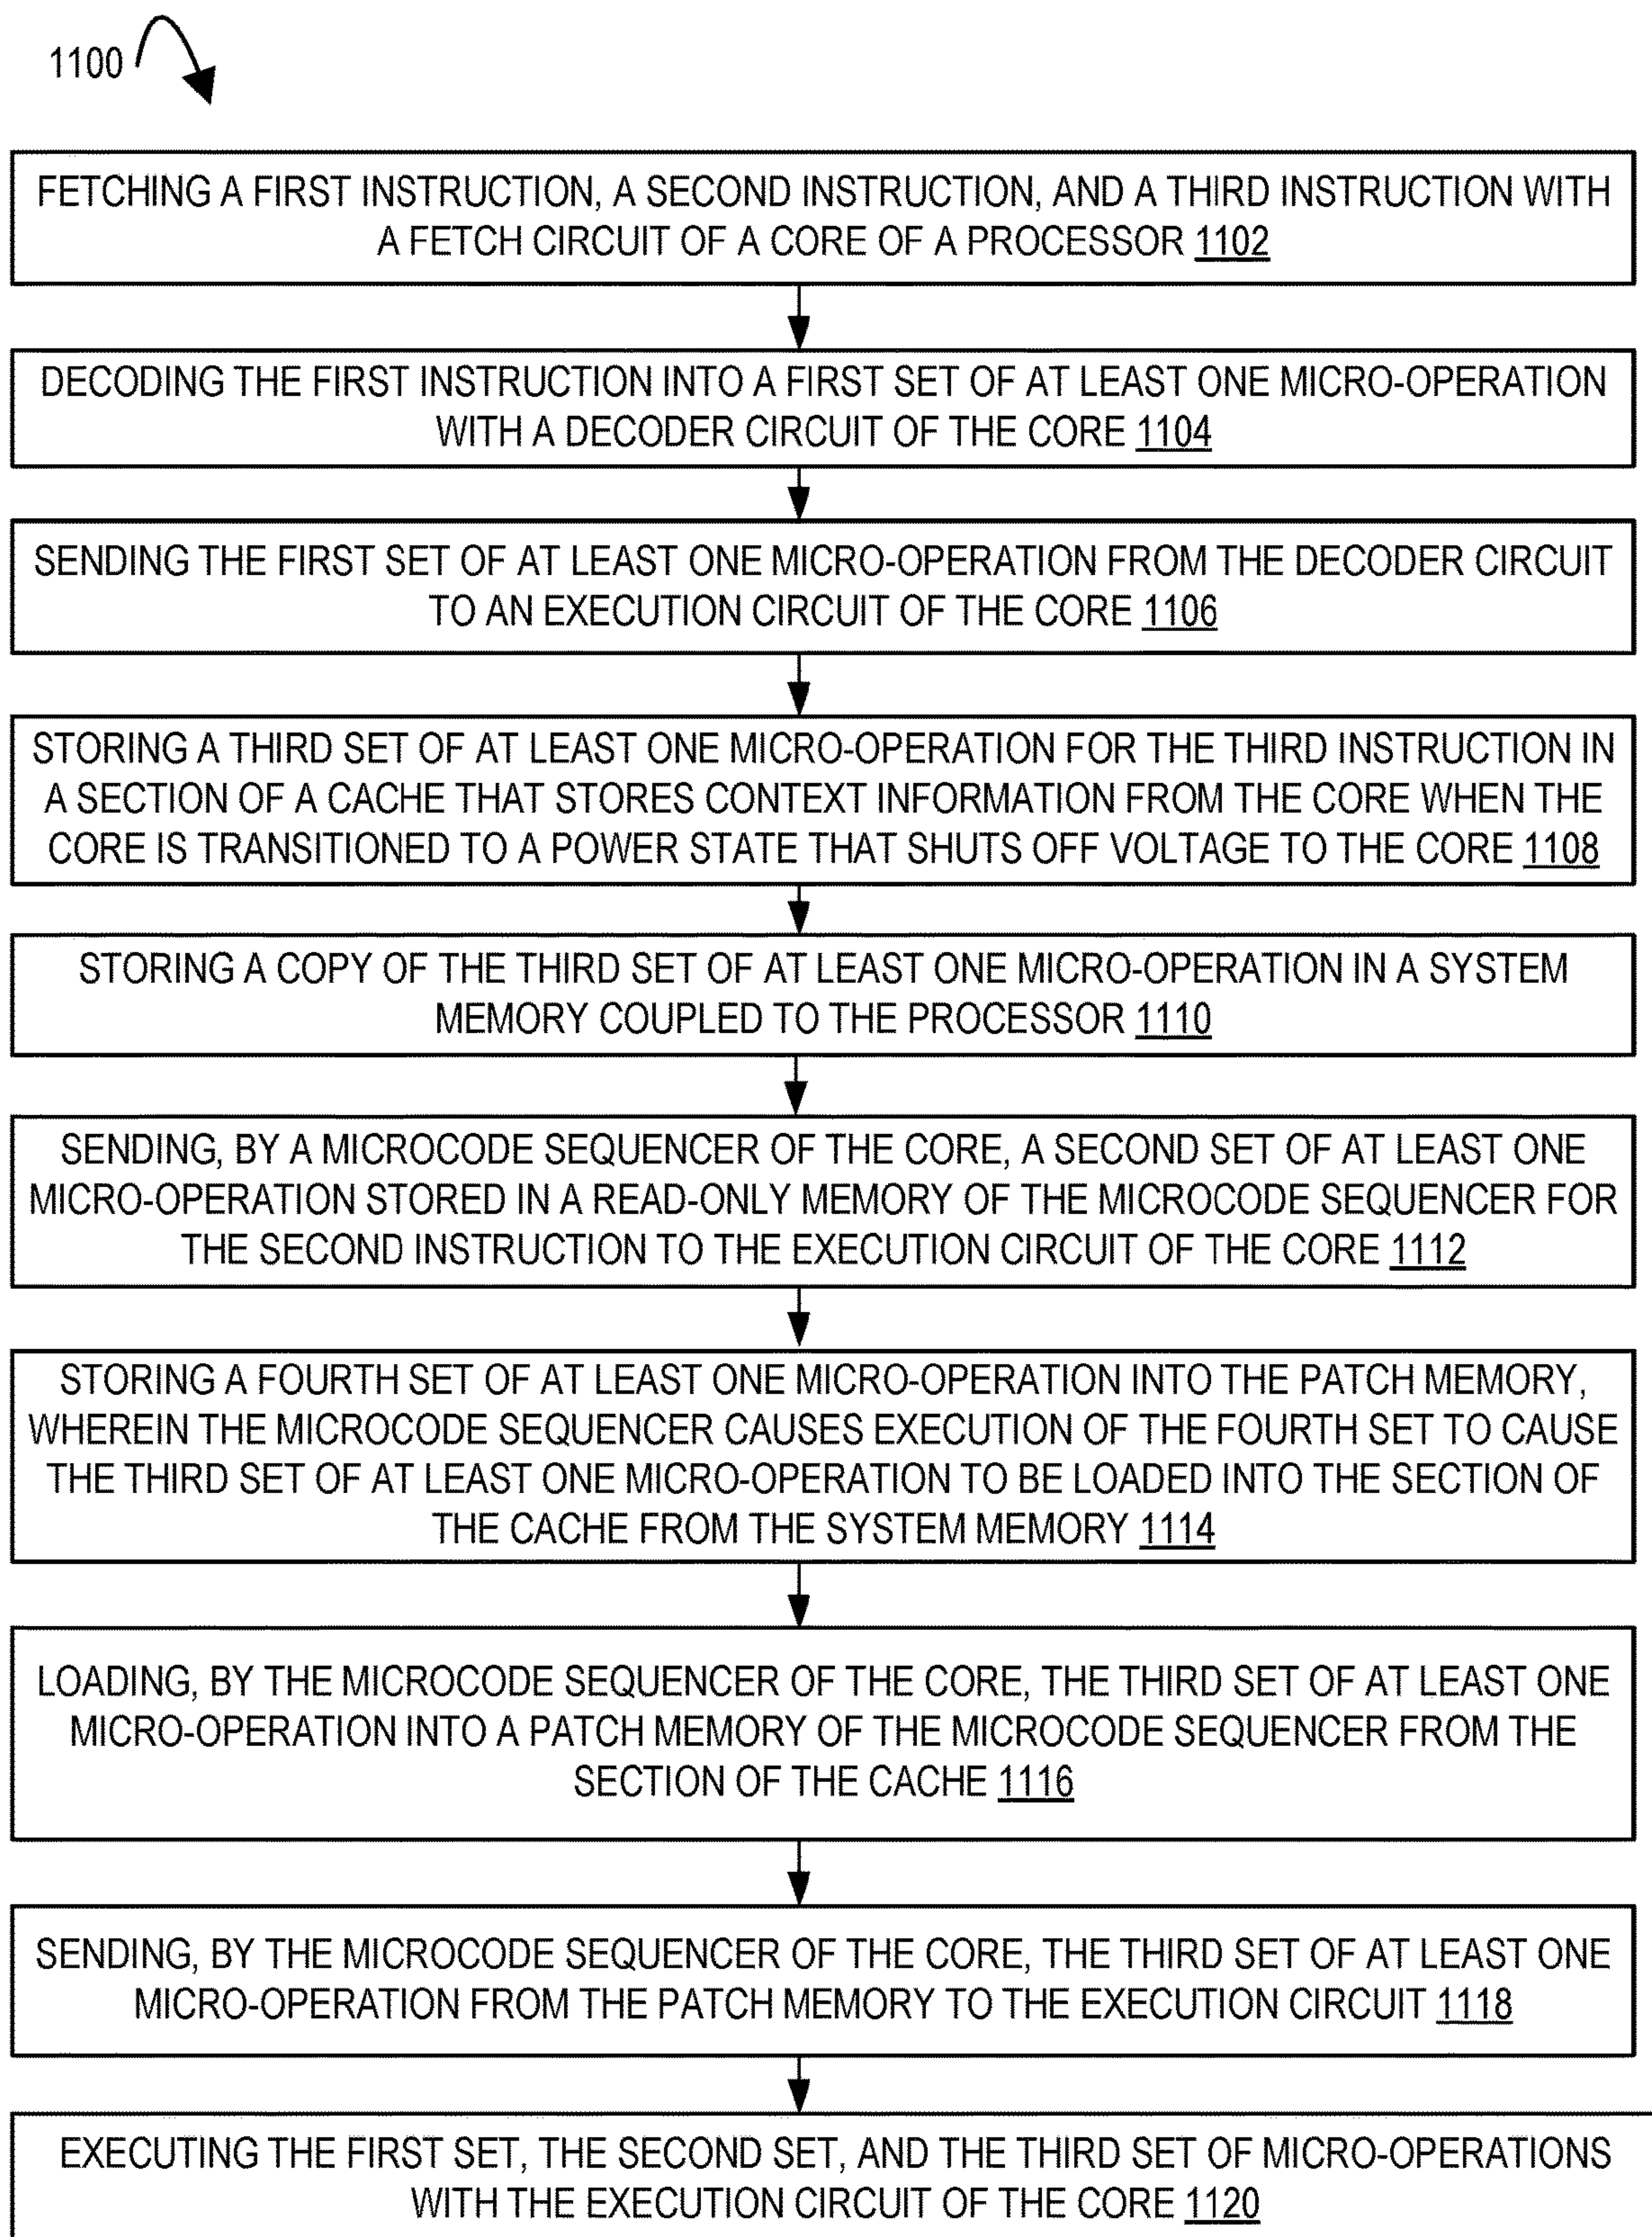 1100
FETCHING A FIRST INSTRUCTION, A SECOND INSTRUCTION, AND A THIRD INSTRUCTION WITH
A FETCH CIRCUIT OF A CORE OF A PROCESSOR 1102
DECODING THE FIRST INSTRUCTION INTO A FIRST SET OF AT LEAST ONE MICRO-OPERATION
WITH A DECODER CIRCUIT OF THE CORE 1104
SENDING THE FIRST SET OF AT LEAST ONE MICRO-OPERATION FROM THE DECODER CIRCUIT
TO AN EXECUTION CIRCUIT OF THE CORE 1106
STORING A THIRD SET OF AT LEAST ONE MICRO-OPERATION FOR THE THIRD INSTRUCTION IN
A SECTION OF A CACHE THAT STORES CONTEXT INFORMATION FROM THE CORE WHEN THE
CORE IS TRANSITIONED TO A POWER STATE THAT SHUTS OFF VOLTAGE TO THE CORE 1108
STORING A COPY OF THE THIRD SET OF AT LEAST ONE MICRO-OPERATION IN A SYSTEM
MEMORY COUPLED TO THE PROCESSOR 1110
SENDING, BY A MICROCODE SEQUENCER OF THE CORE, A SECOND SET OF AT LEAST ONE
MICRO-OPERATION STORED IN A READ-ONLY MEMORY OF THE MICROCODE SEQUENCER FOR
THE SECOND INSTRUCTION TO THE EXECUTION CIRCUIT OF THE CORE 1112
STORING A FOURTH SET OF AT LEAST ONE MICRO-OPERATION INTO THE PATCH MEMORY,
WHEREIN THE MICROCODE SEQUENCER CAUSES EXECUTION OF THE FOURTH SET TO CAUSE
THE THIRD SET OF AT LEAST ONE MICRO-OPERATION TO BE LOADED INTO THE SECTION OF
THE CACHE FROM THE SYSTEM MEMORY 1114
LOADING, BY THE MICROCODE SEQUENCER OF THE CORE, THE THIRD SET OF AT LEAST ONE
MICRO-OPERATION INTO A PATCH MEMORY OF THE MICROCODE SEQUENCER FROM THE
SECTION OF THE CACHE 1116
SENDING, BY THE MICROCODE SEQUENCER OF THE CORE, THE THIRD SET OF AT LEAST ONE
MICRO-OPERATION FROM THE PATCH MEMORY TO THE EXECUTION CIRCUIT 1118
EXECUTING THE FIRST SET, THE SECOND SET, AND THE THIRD SET OF MICRO-OPERATIONS
WITH THE EXECUTION CIRCUIT OF THE CORE 1120